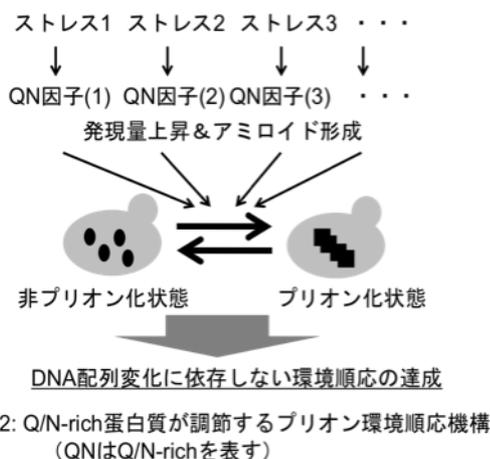 ストレス1 ストレス2 ストレス3 ・・・
QN因子(1) QN因子(2) QN因子(3) ・・・
発現量上昇＆アミロイド形成
非プリオン化状態 プリオン化状態
DNA配列変化に依存しない環境順応の達成
2: Q/N-rich蛋白質が調節するプリオン環境順応機構
（QNはQ/N-richを表す）